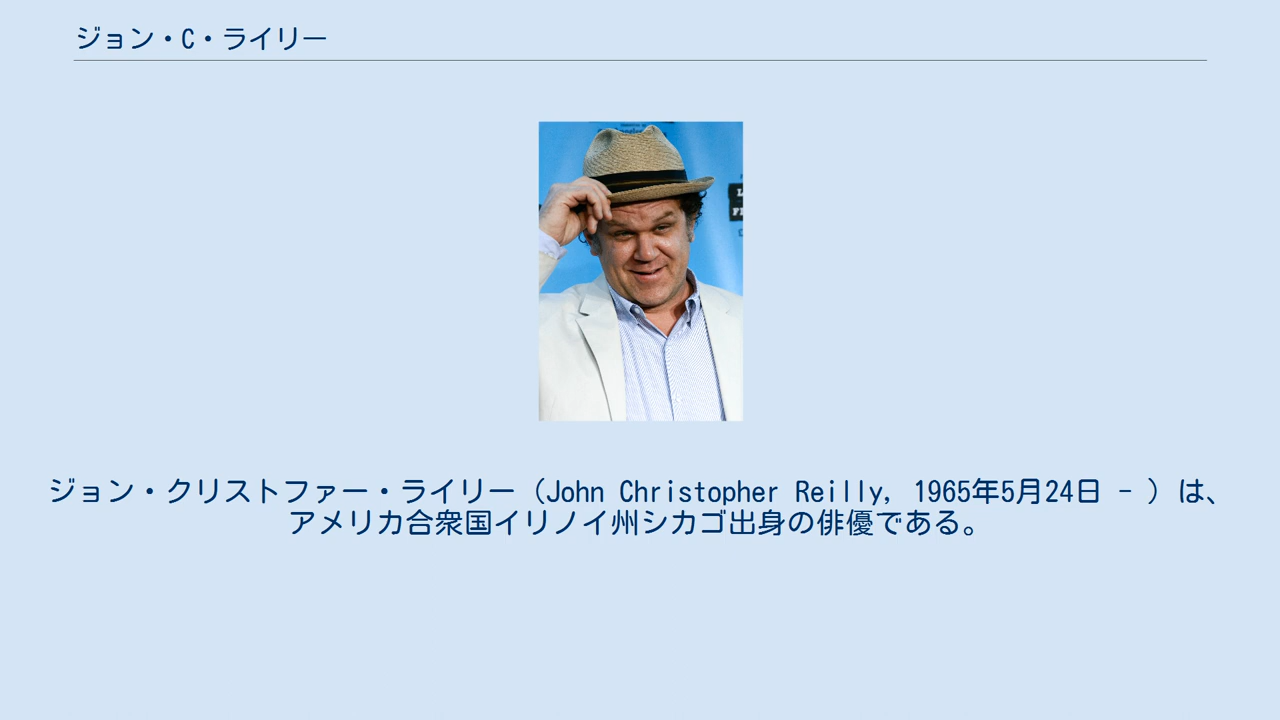 ジョン・C・ライリー
ジョン・クリストファー・ライリー（John Christopher Reilly, 1965年5月24日 - ）は、
アメリカ合衆国イリノイ州シカゴ出身の俳優である。